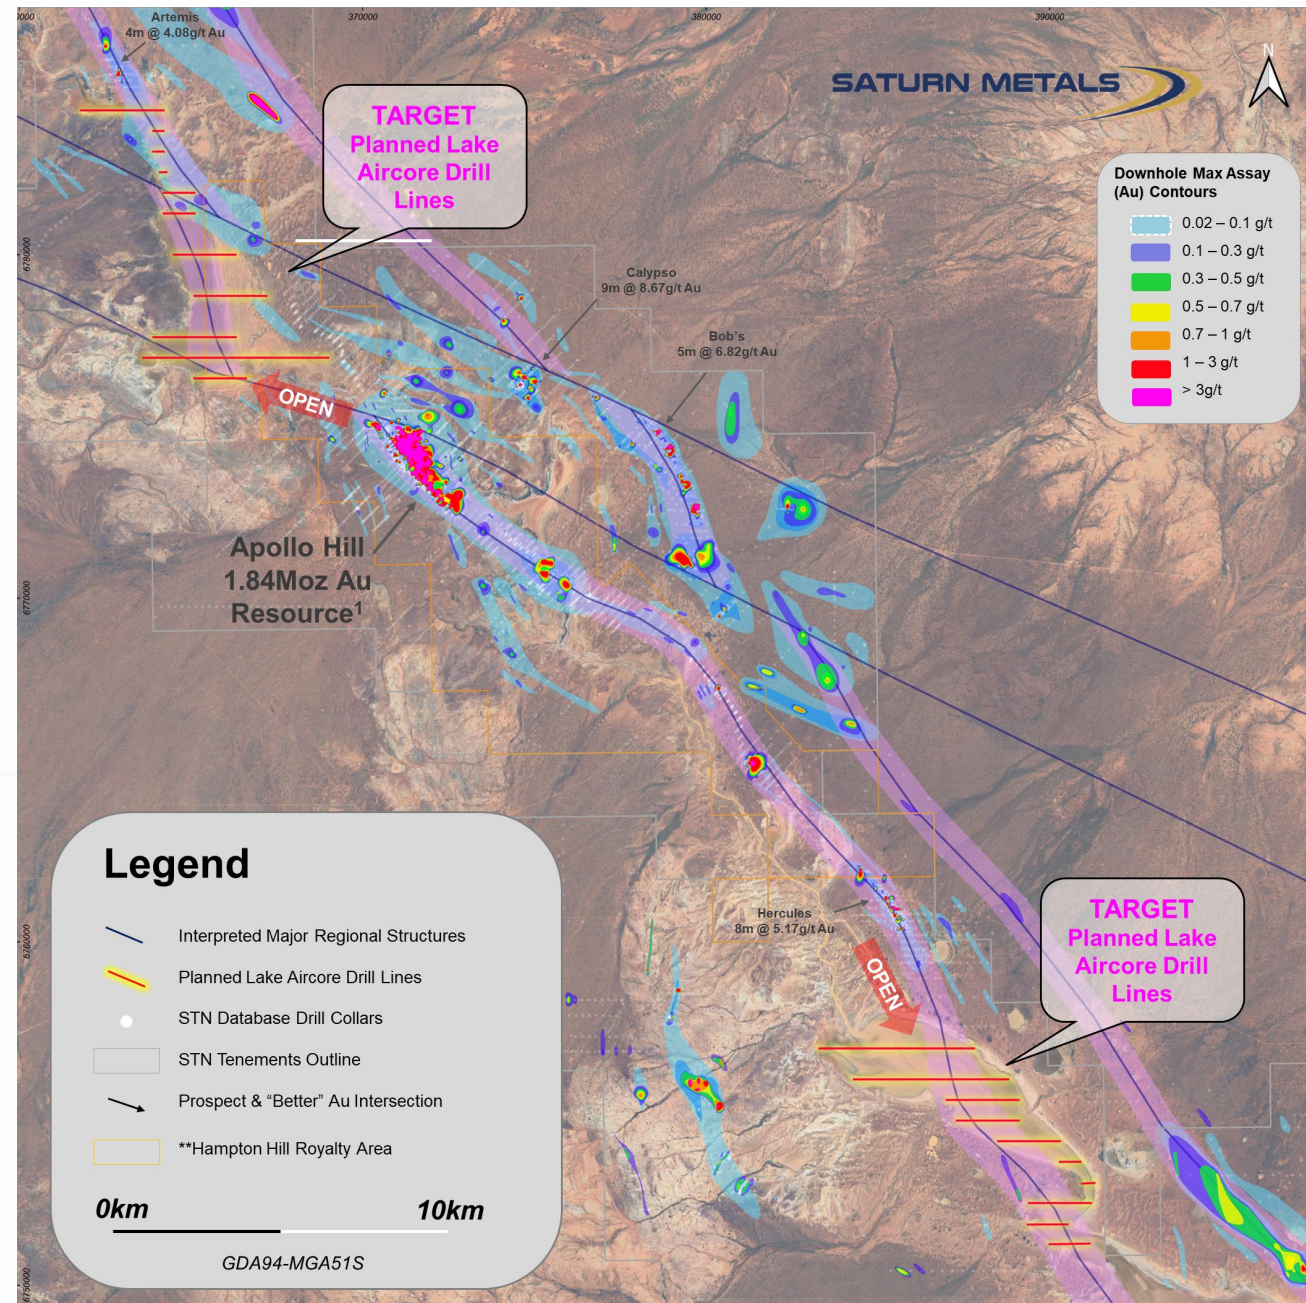 0000
370000
380000
390000
Artemis
4m @ 4.08g/t Au
TARGET
Planned Lake
Aircore Drill
Lines
SATURN METALS
N
Downhole Max Assay
(Au) Contours
0.02 – 0.1 g/t
0.1 – 0.3 g/t
0.3 – 0.5 g/t
0.5 – 0.7 g/t
0.7 – 1 g/t
1 – 3 g/t
> 3g/t
6780000
Calypso
9m @ 8.67g/t Au
Bob's
5m @ 6.82g/t Au
OPEN
Apollo Hill
1.84Moz Au
Resource¹
6770000
Legend
Interpreted Major Regional Structures
Planned Lake Aircore Drill Lines
STN Database Drill Collars
STN Tenements Outline
Prospect & “Better” Au Intersection
**Hampton Hill Royalty Area
0km 10km
GDA94-MGA51S
6760000
Hercules
8m @ 5.17g/t Au
OPEN
TARGET
Planned Lake
Aircore Drill
Lines
6750000